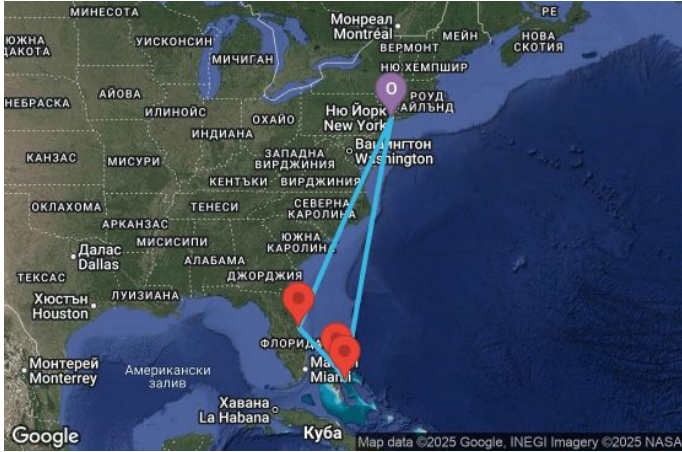 МИНЕСОТА
Монреал
Montréal
PE
ЮЖНА
ДАКОТА
УИСКОНСИН
МИЧИГАН
ВЕРМОНТ
МЕЙН
НОВА
СКОТИЯ
НЮ ХЕМПШИР
O
НЕБРАСКА
АЙОВА
ИЛИНОЙС
ИНДИАНА
ОХАЙО
Ню Йорк
New York
РОУД
АЙЛЪНД
КАНЗАС
МИСУРИ
ЗАПАДНА
ВИРДЖИНИЯ
Вашингтон
Washington
КЕНТЪКИ
ВИРДЖИНИЯ
ОКЛАХОМА
ТЕНЕСИ
СЕВЕРНА
КАРОЛИНА
АРКАНЗАС
МИСИСИПИ
ЮЖНА
КАРОЛИНА
Далас
Dallas
АЛАБАМА
ДЖОРДЖИЯ
ТЕКСАС
Хюстън
Houston
ЛУИЗИАНА
ФЛОРИДА
Монтерей
Monterrey
Американски
залив
Miami
Хавана
La Habana
Куба
Google
Map data ©2025 Google, INEGI Imagery ©2025 NASA